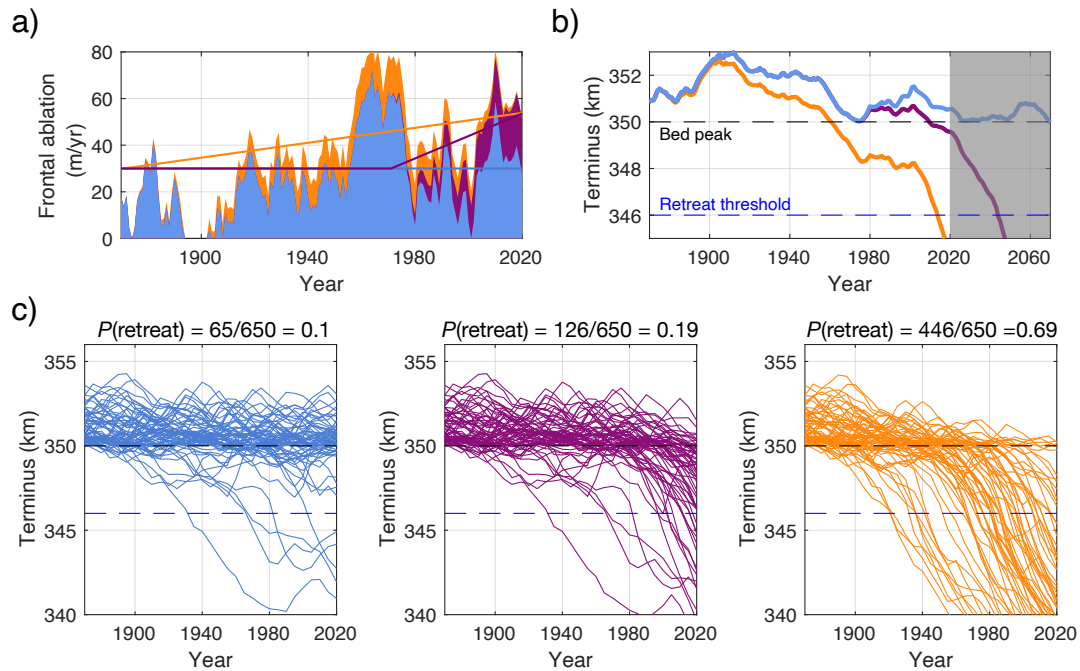 a)
80
60
40
20
0
Frontal ablation
(m/yr)
1900
1940
1980
2020
Year
b)
352
350
348
346
Terminus (km)
Bed peak
Retreat threshold
1900
1940
1980
2020
2060
Year
c)
P(retreat) = 65/650 = 0.1
355
350
345
340
Terminus (km)
1900
1940
1980
2020
Year
P(retreat) = 126/650 = 0.19
355
350
345
340
Terminus (km)
1900
1940
1980
2020
Year
P(retreat) = 446/650 =0.69
355
350
345
340
Terminus (km)
1900
1940
1980
2020
Year